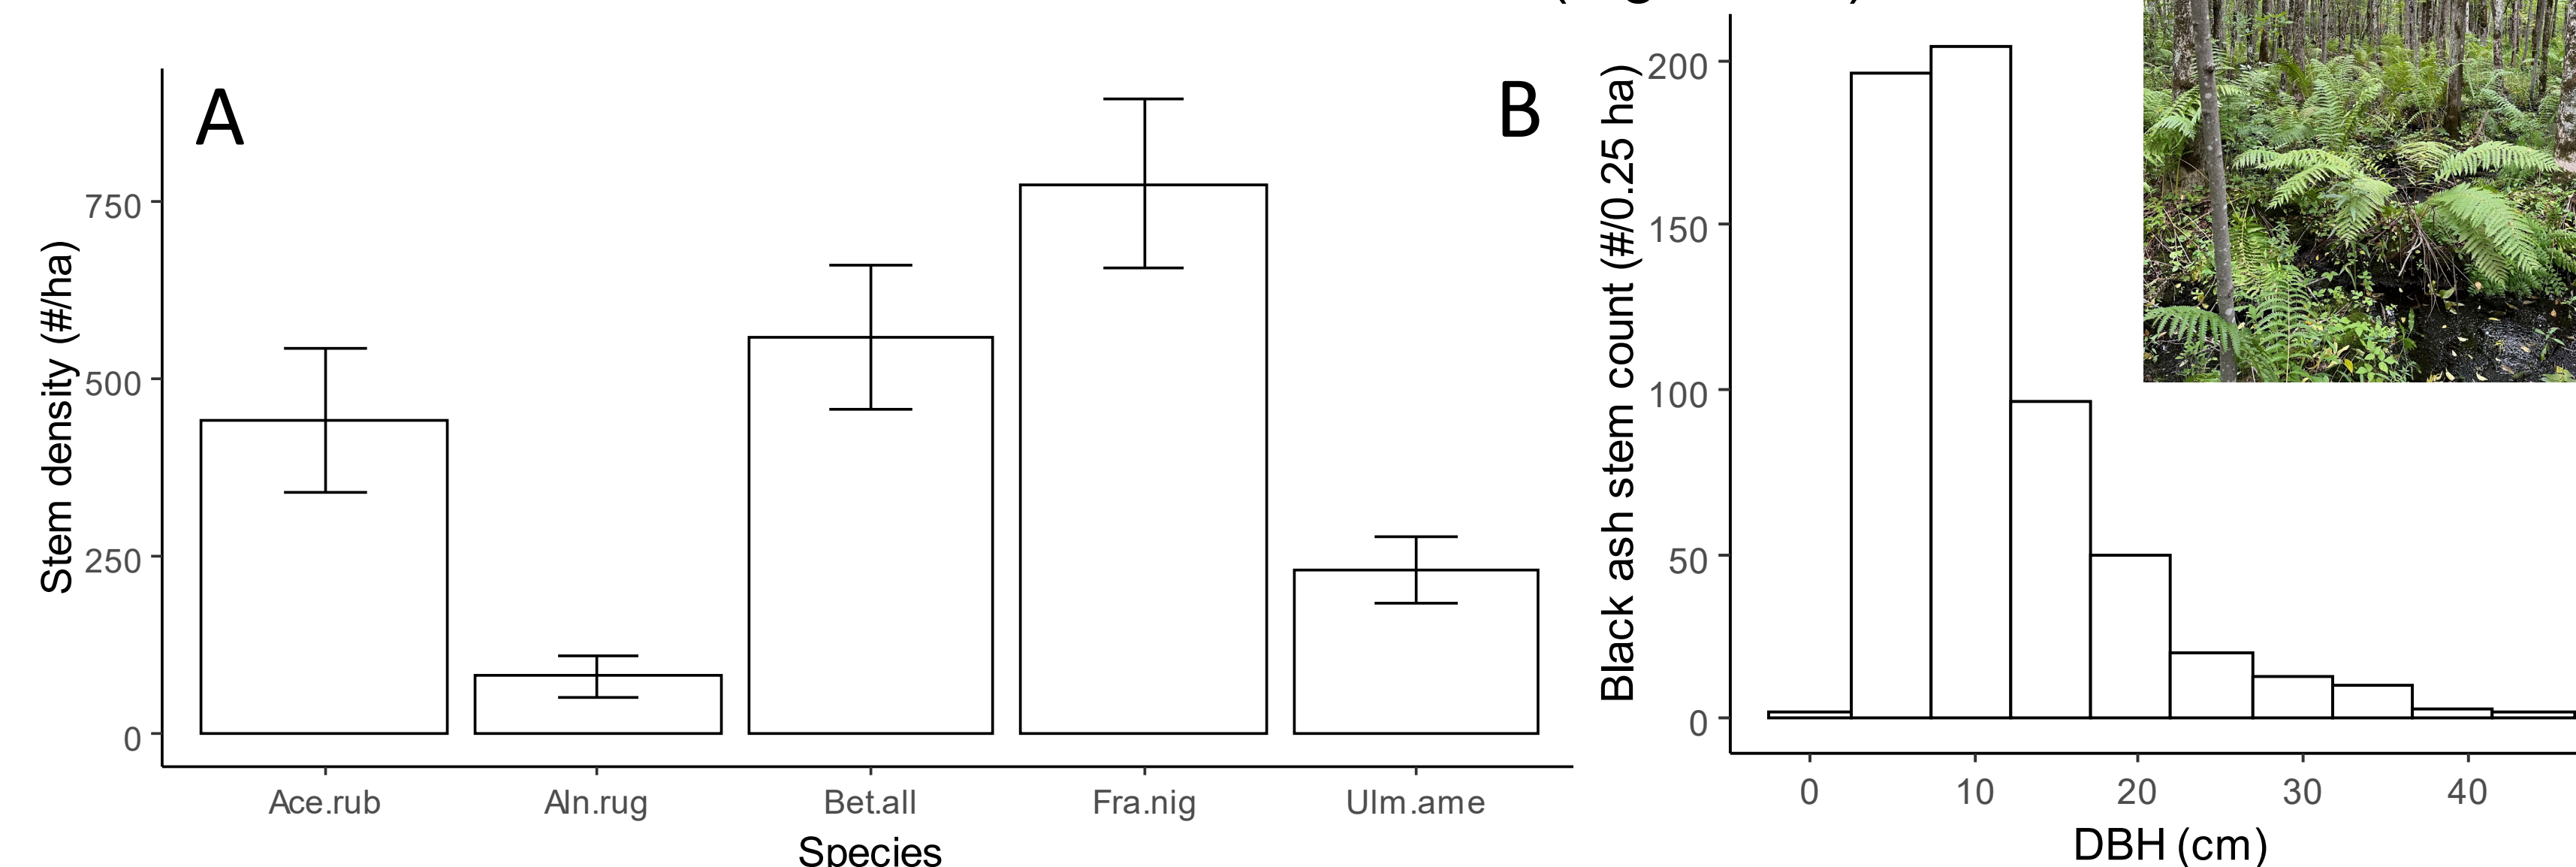 A
Stem density (#/ha)
750
500
250
0
Ace.rub Aln.rug Bet.all Fra.nig Ulm.ame
Species
B
Black ash stem count (#/0.25 ha)
200
150
100
50
0
0 10 20 30 40
DBH (cm)